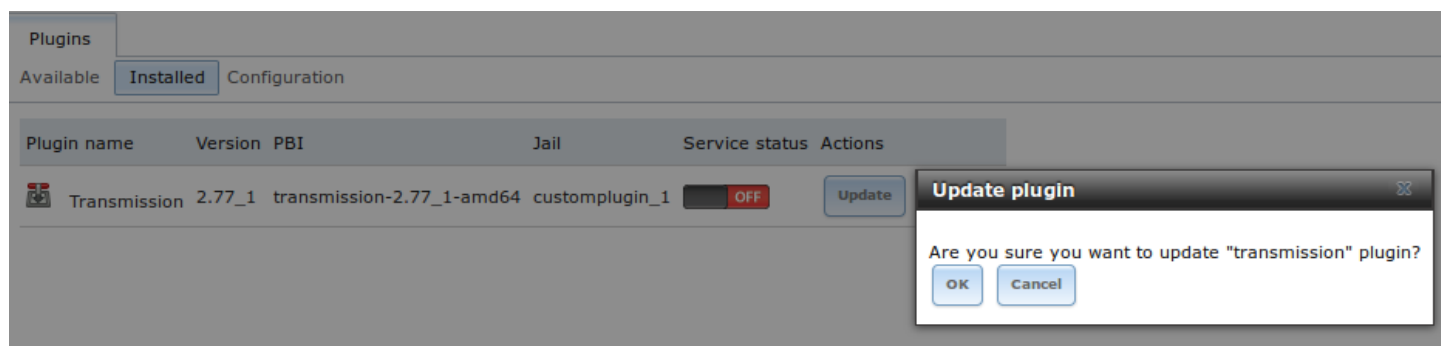 Plugins
Available Installed Configuration
Plugin name Version PBI Jail Service status Actions
Transmission 2.77_1 transmission-2.77_1-amd64 customplugin_1 OFF Update
Update plugin
Are you sure you want to update "transmission" plugin?
OK Cancel